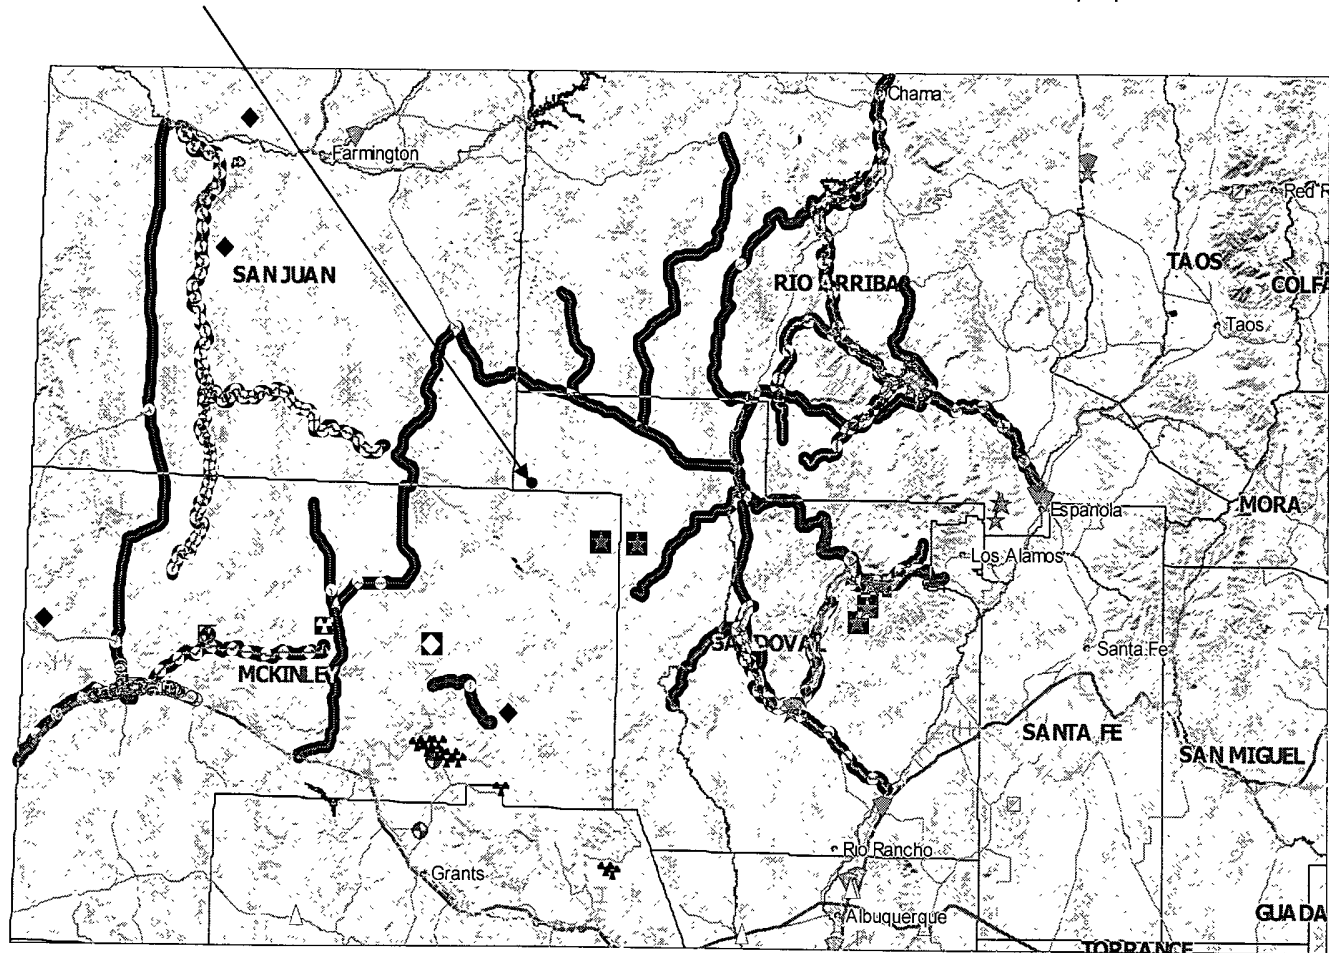 Chama
Farmington
Red R
SAN JUAN
TAOS
RIO ARRIBA
COLFA
Taos
MORA
Espanola
Los Alamos
SANDOVAL
Santa Fe
MCKINLEY
SANTA FE
SAN MIGUEL
Rio Rancho
Grants
Albuquerque
GUADA
TORRANCE